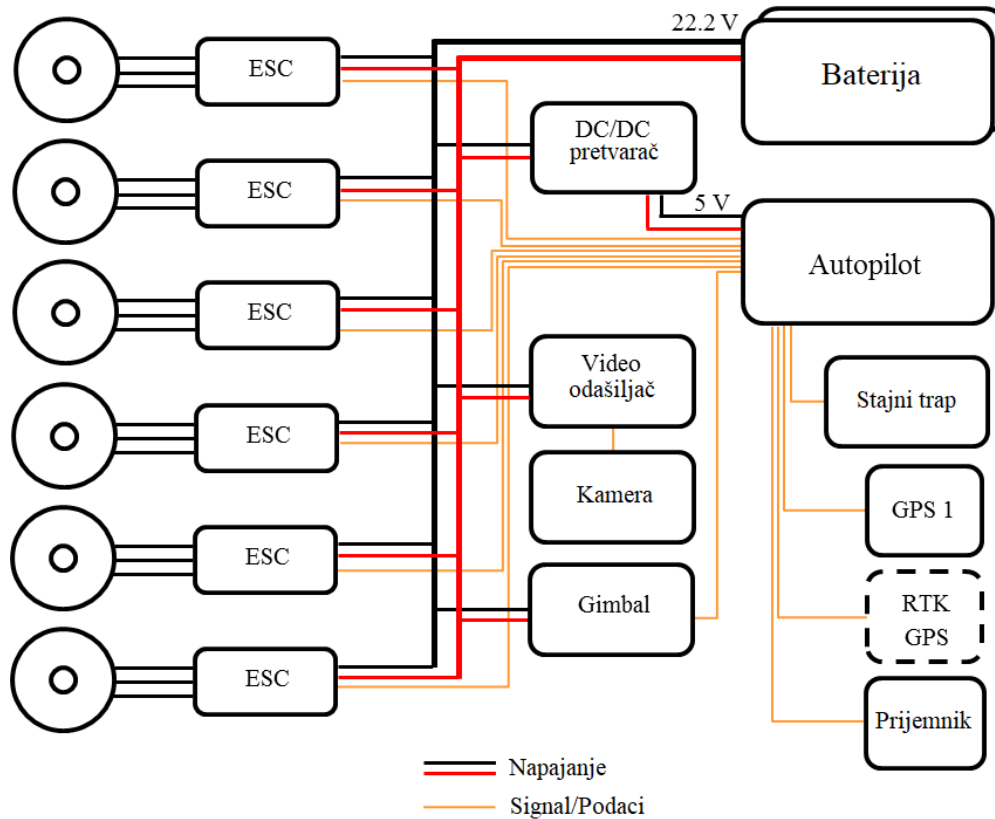 22.2 V
Baterija
ESC
DC/DC
pretvarač
ESC
5 V
Autopilot
ESC
Video
odašiljač
Stajni trap
ESC
Kamera
GPS 1
ESC
Gimbal
RTK
GPS
ESC
Prijemnik
Napajanje
Signal/Podaci